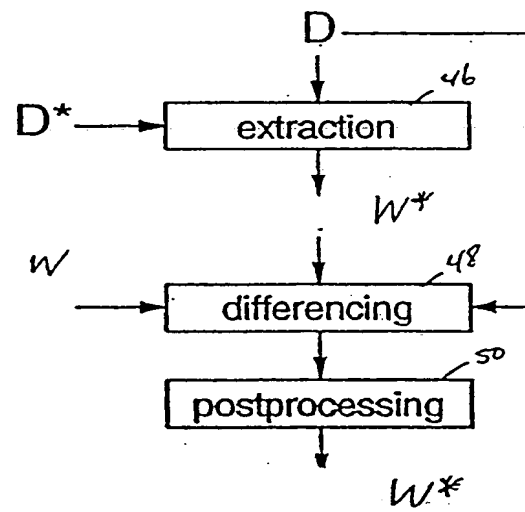 D
46
D* extraction
W*
W 48
differencing
50
postprocessing
W*